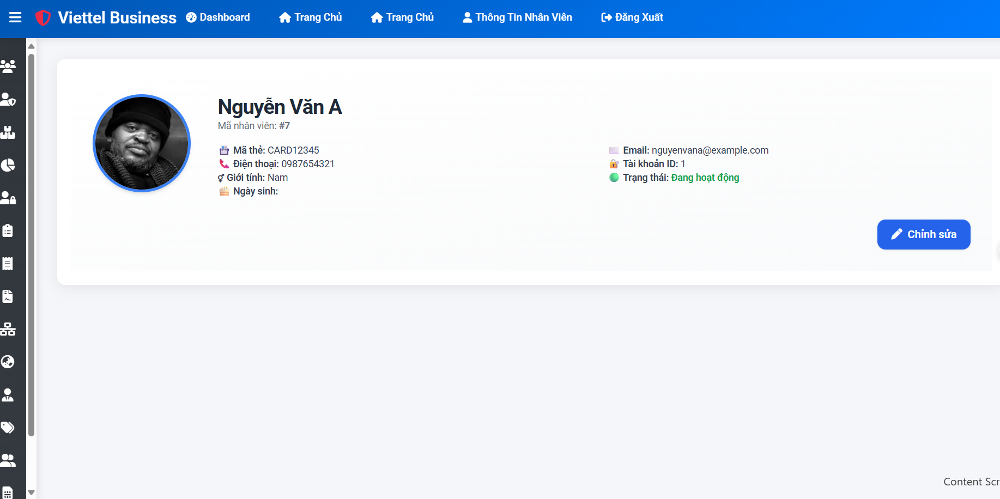 Viettel Business
Dashboard
Trang Chủ
Trang Chủ
Thông Tin Nhân Viên
Đăng Xuất
Nguyễn Văn A
Mã nhân viên: #7
Mã thẻ: CARD12345
Điện thoại: 0987654321
Giới tính: Nam
Ngày sinh:
Email: nguyenvana@example.com
Tài khoản ID: 1
Trạng thái: Đang hoạt động
Chỉnh sửa
Content Scr